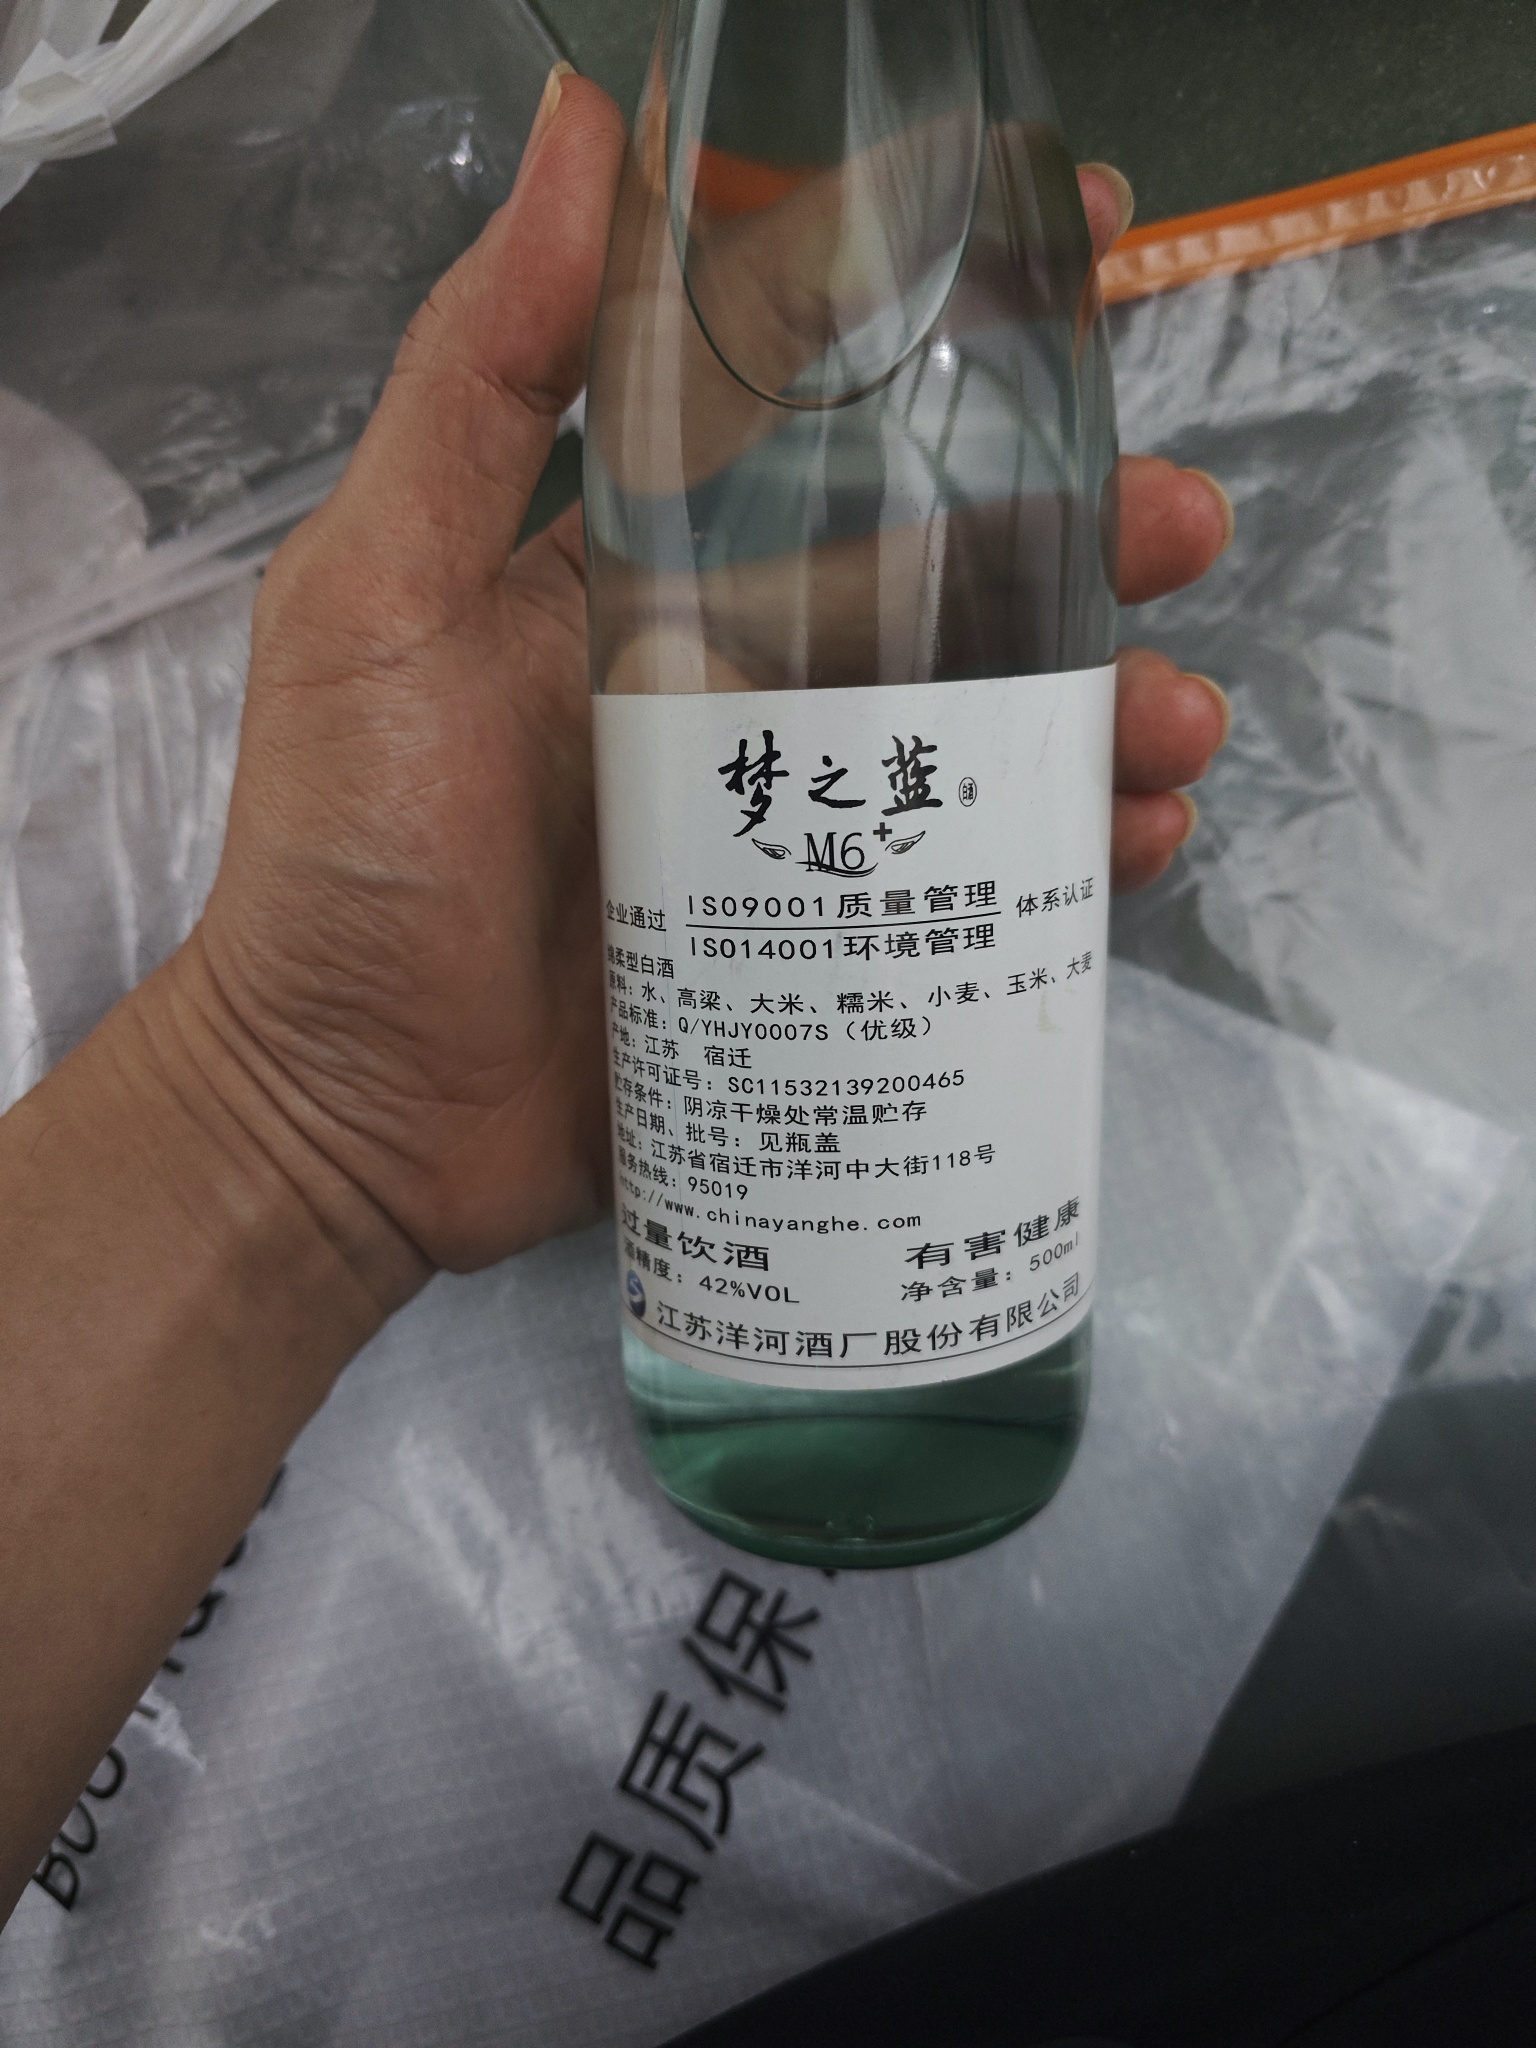 梦之蓝 白酒
M6+
企业通过 ISO9001质量管理 体系认证
ISO14001环境管理
绵柔型白酒
原料：水、高粱、大米、糯米、小麦、玉米、大麦
产品标准：Q/YHJY0007S（优级）
产地：江苏 宿迁
生产许可证号：SC11532139200465
贮存条件：阴凉干燥处常温贮存
生产日期、批号：见瓶盖
地址：江苏省宿迁市洋河中大街118号
服务热线：95019
http://www.chinayanghe.com
过量饮酒 有害健康
酒精度：42%VOL 净含量：500ml
江苏洋河酒厂股份有限公司
品质保